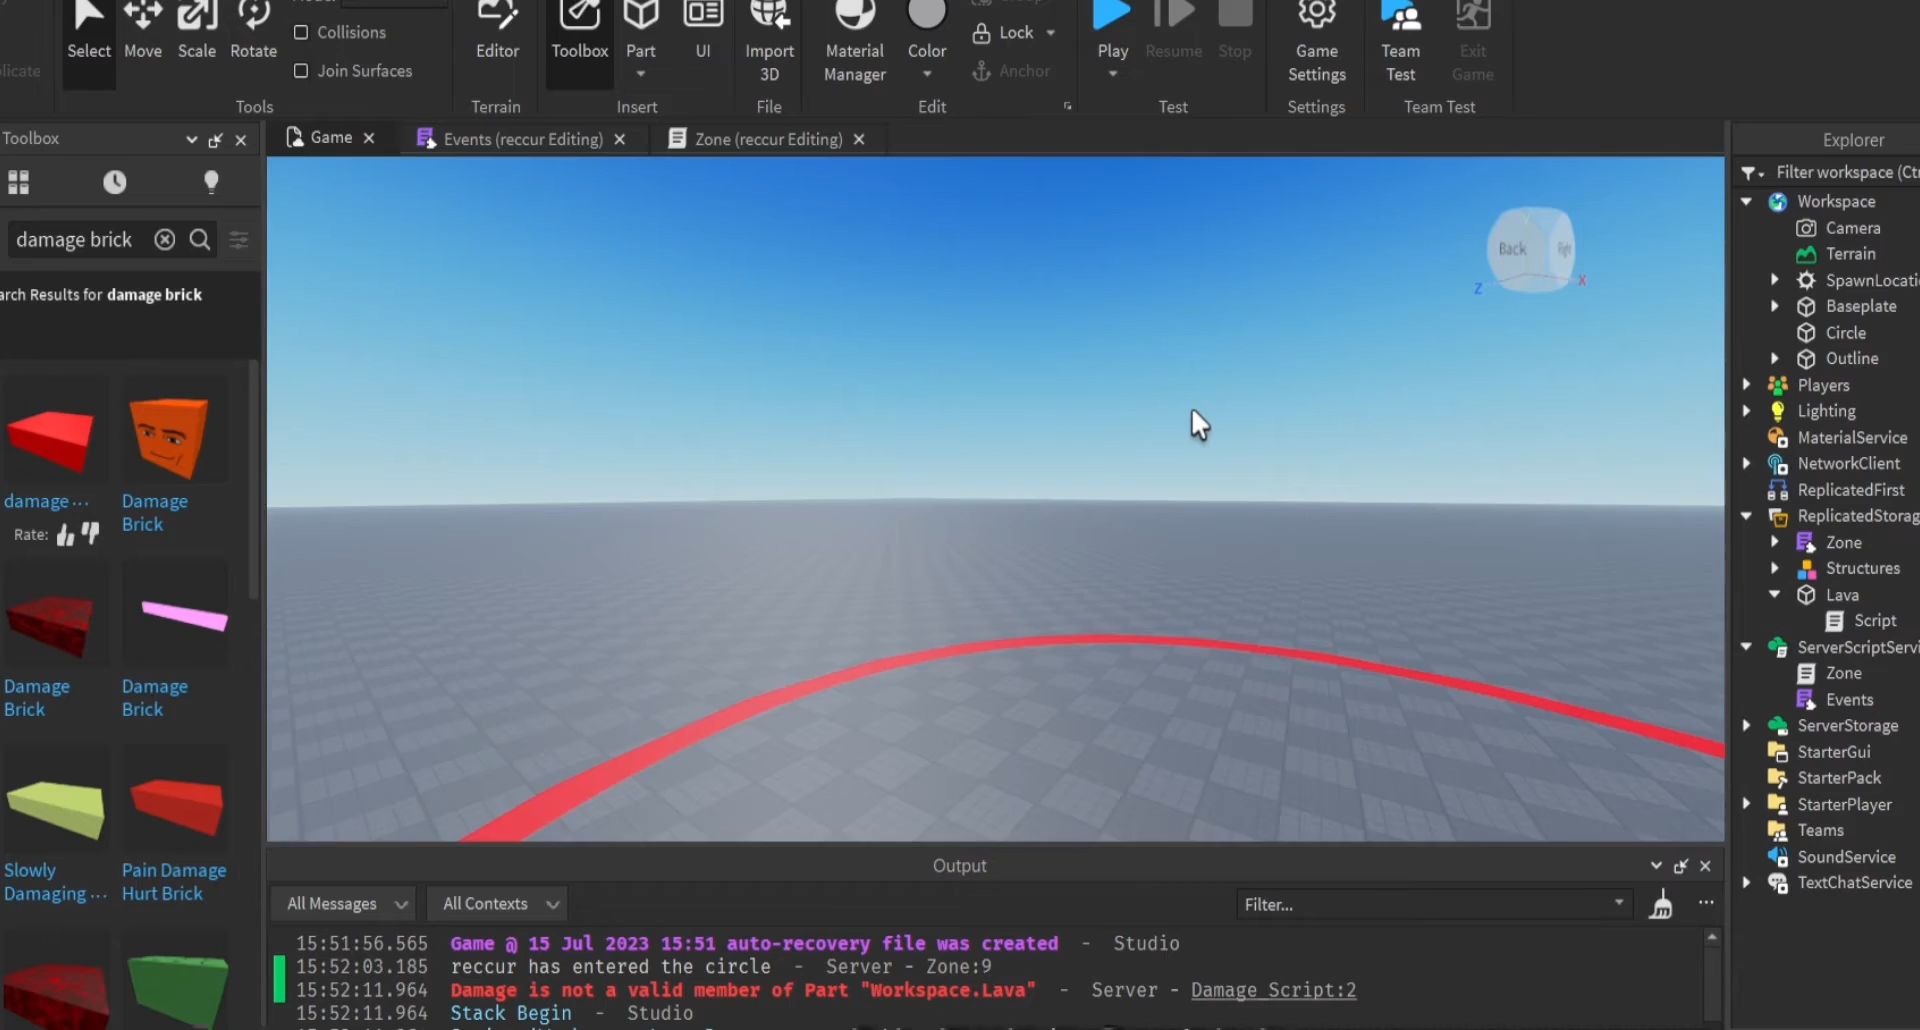 Select
Move
Scale
Rotate
Collisions
Join Surfaces
Tools
Editor
Terrain
Toolbox
Part
UI
Insert
Import
3D
File
Material
Manager
Color
Lock
Anchor
Edit
Play
Resume
Stop
Test
Game
Settings
Settings
Team
Test
Exit
Game
Team Test
Toolbox
Game
Events (reccur Editing)
Zone (reccur Editing)
Explorer
damage brick
Results for damage brick
damage ...
Damage
Brick
Rate:
Damage
Brick
Damage
Brick
Slowly
Damaging ...
Pain Damage
Hurt Brick
Back
Right
Z
X
Y
Filter workspace (Ct
Workspace
Camera
Terrain
SpawnLocati
Baseplate
Circle
Outline
Players
Lighting
MaterialService
NetworkClient
ReplicatedFirst
ReplicatedStorag
Zone
Structures
Lava
Script
ServerScriptServi
Zone
Events
ServerStorage
StarterGui
StarterPack
StarterPlayer
Teams
SoundService
TextChatService
Output
All Messages
All Contexts
Filter...
15:51:56.565 Game @ 15 Jul 2023 15:51 auto-recovery file was created - Studio
15:52:03.185 reccur has entered the circle - Server - Zone:9
15:52:11.964 Damage is not a valid member of Part "Workspace.Lava" - Server - Damage Script:2
15:52:11.964 Stack Begin - Studio